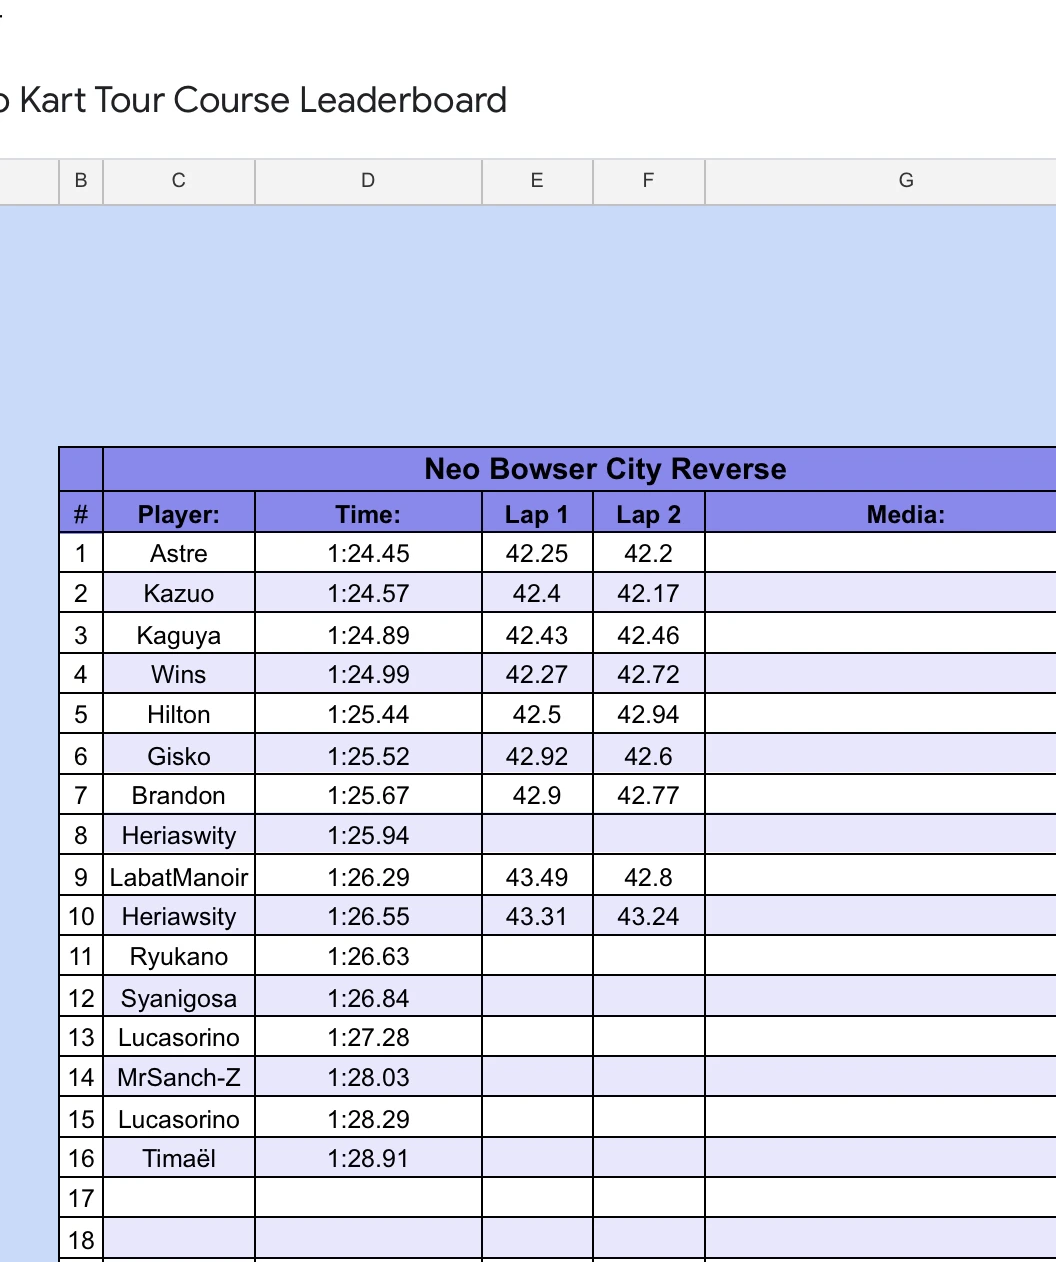 o Kart Tour Course Leaderboard
B C D E F G
Neo Bowser City Reverse
# Player: Time: Lap 1 Lap 2 Media:
1 Astre 1:24.45 42.25 42.2
2 Kazuo 1:24.57 42.4 42.17
3 Kaguya 1:24.89 42.43 42.46
4 Wins 1:24.99 42.27 42.72
5 Hilton 1:25.44 42.5 42.94
6 Gisko 1:25.52 42.92 42.6
7 Brandon 1:25.67 42.9 42.77
8 Heriaswity 1:25.94
9 LabatManoir 1:26.29 43.49 42.8
10 Heriawsity 1:26.55 43.31 43.24
11 Ryukano 1:26.63
12 Syanigosa 1:26.84
13 Lucasorino 1:27.28
14 MrSanch-Z 1:28.03
15 Lucasorino 1:28.29
16 Timaël 1:28.91
17
18